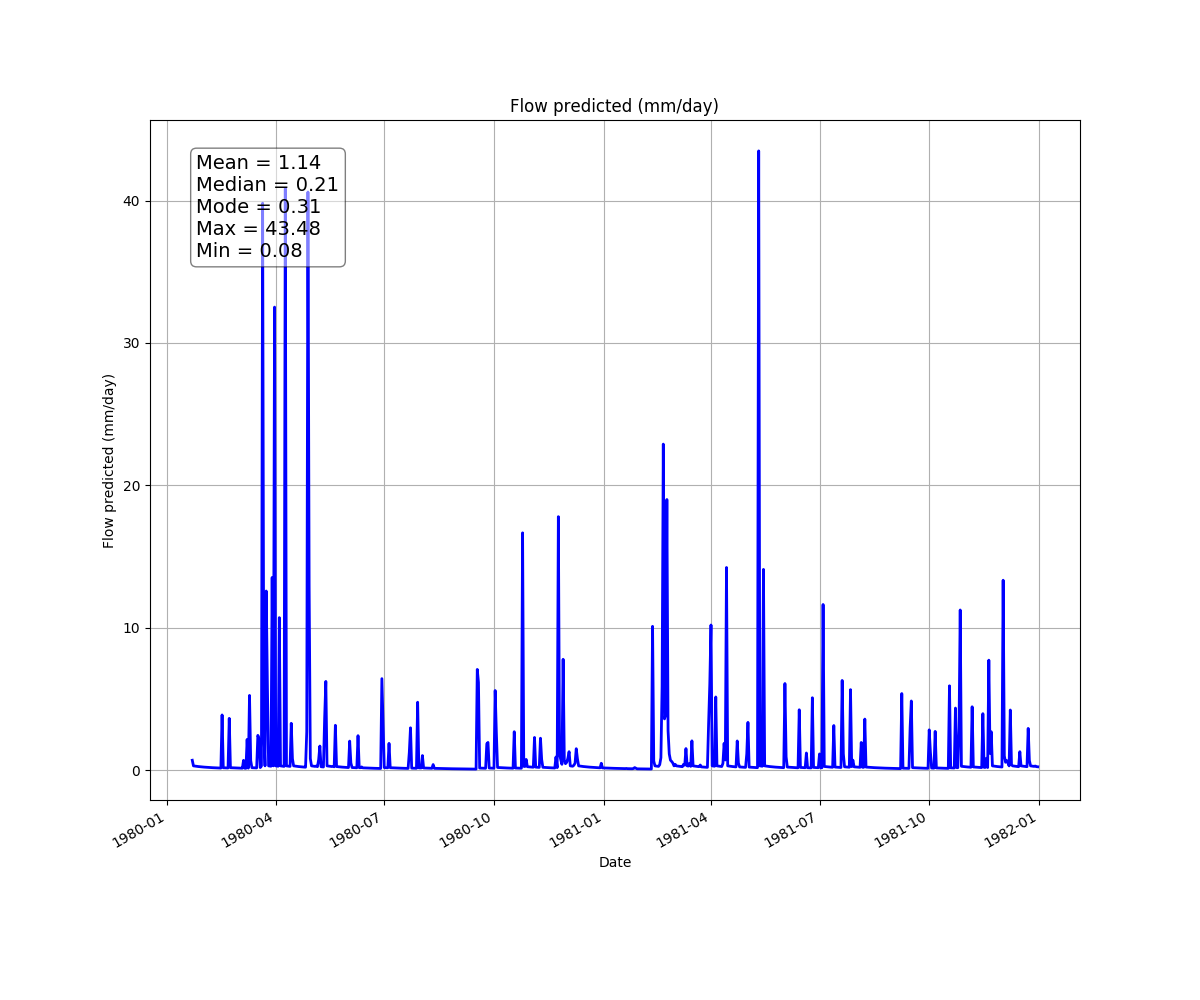 Flow predicted (mm/day)
Mean = 1.14
Median = 0.21
Mode = 0.31
Max = 43.48
Min = 0.08
Flow predicted (mm/day)
40
30
20
10
0
1980-01
1980-04
1980-07
1980-10
1981-01
1981-04
1981-07
1981-10
1982-01
Date